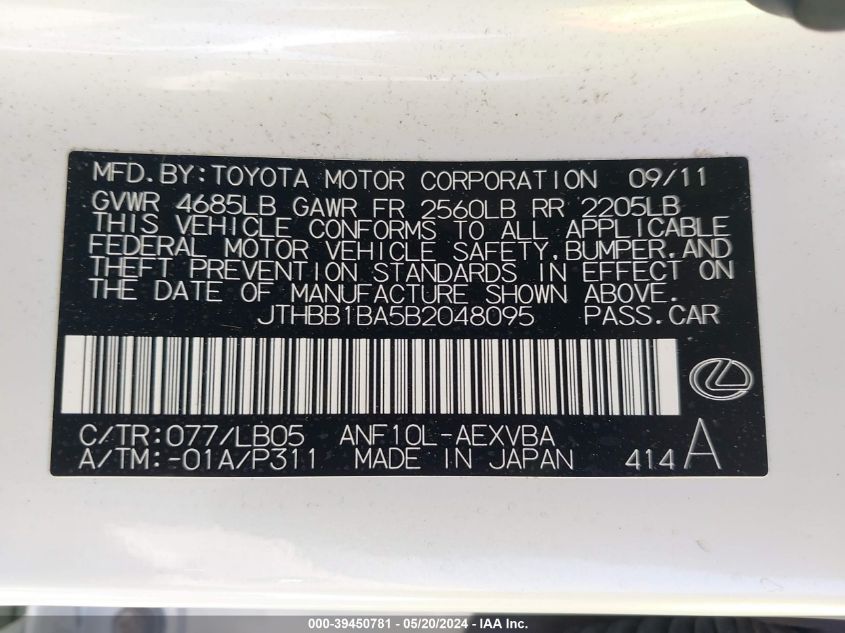 MFD. BY: TOYOTA MOTOR CORPORATION 09/11
GVWR 4685LB GAWR FR 2560LB RR 2205LB
THIS VEHICLE CONFORMS TO ALL APPLICABLE
FEDERAL MOTOR VEHICLE SAFETY, BUMPER, AND
THEFT PREVENTION STANDARDS IN EFFECT ON
THE DATE OF MANUFACTURE SHOWN ABOVE.
JTHBB1BA5B2048095 PASS. CAR
C/TR: 077/LB05 ANF10L-AEXVBA
A/TM: -01A/P311 MADE IN JAPAN 414 A
000-39450781 - 05/20/2024 - IAA Inc.